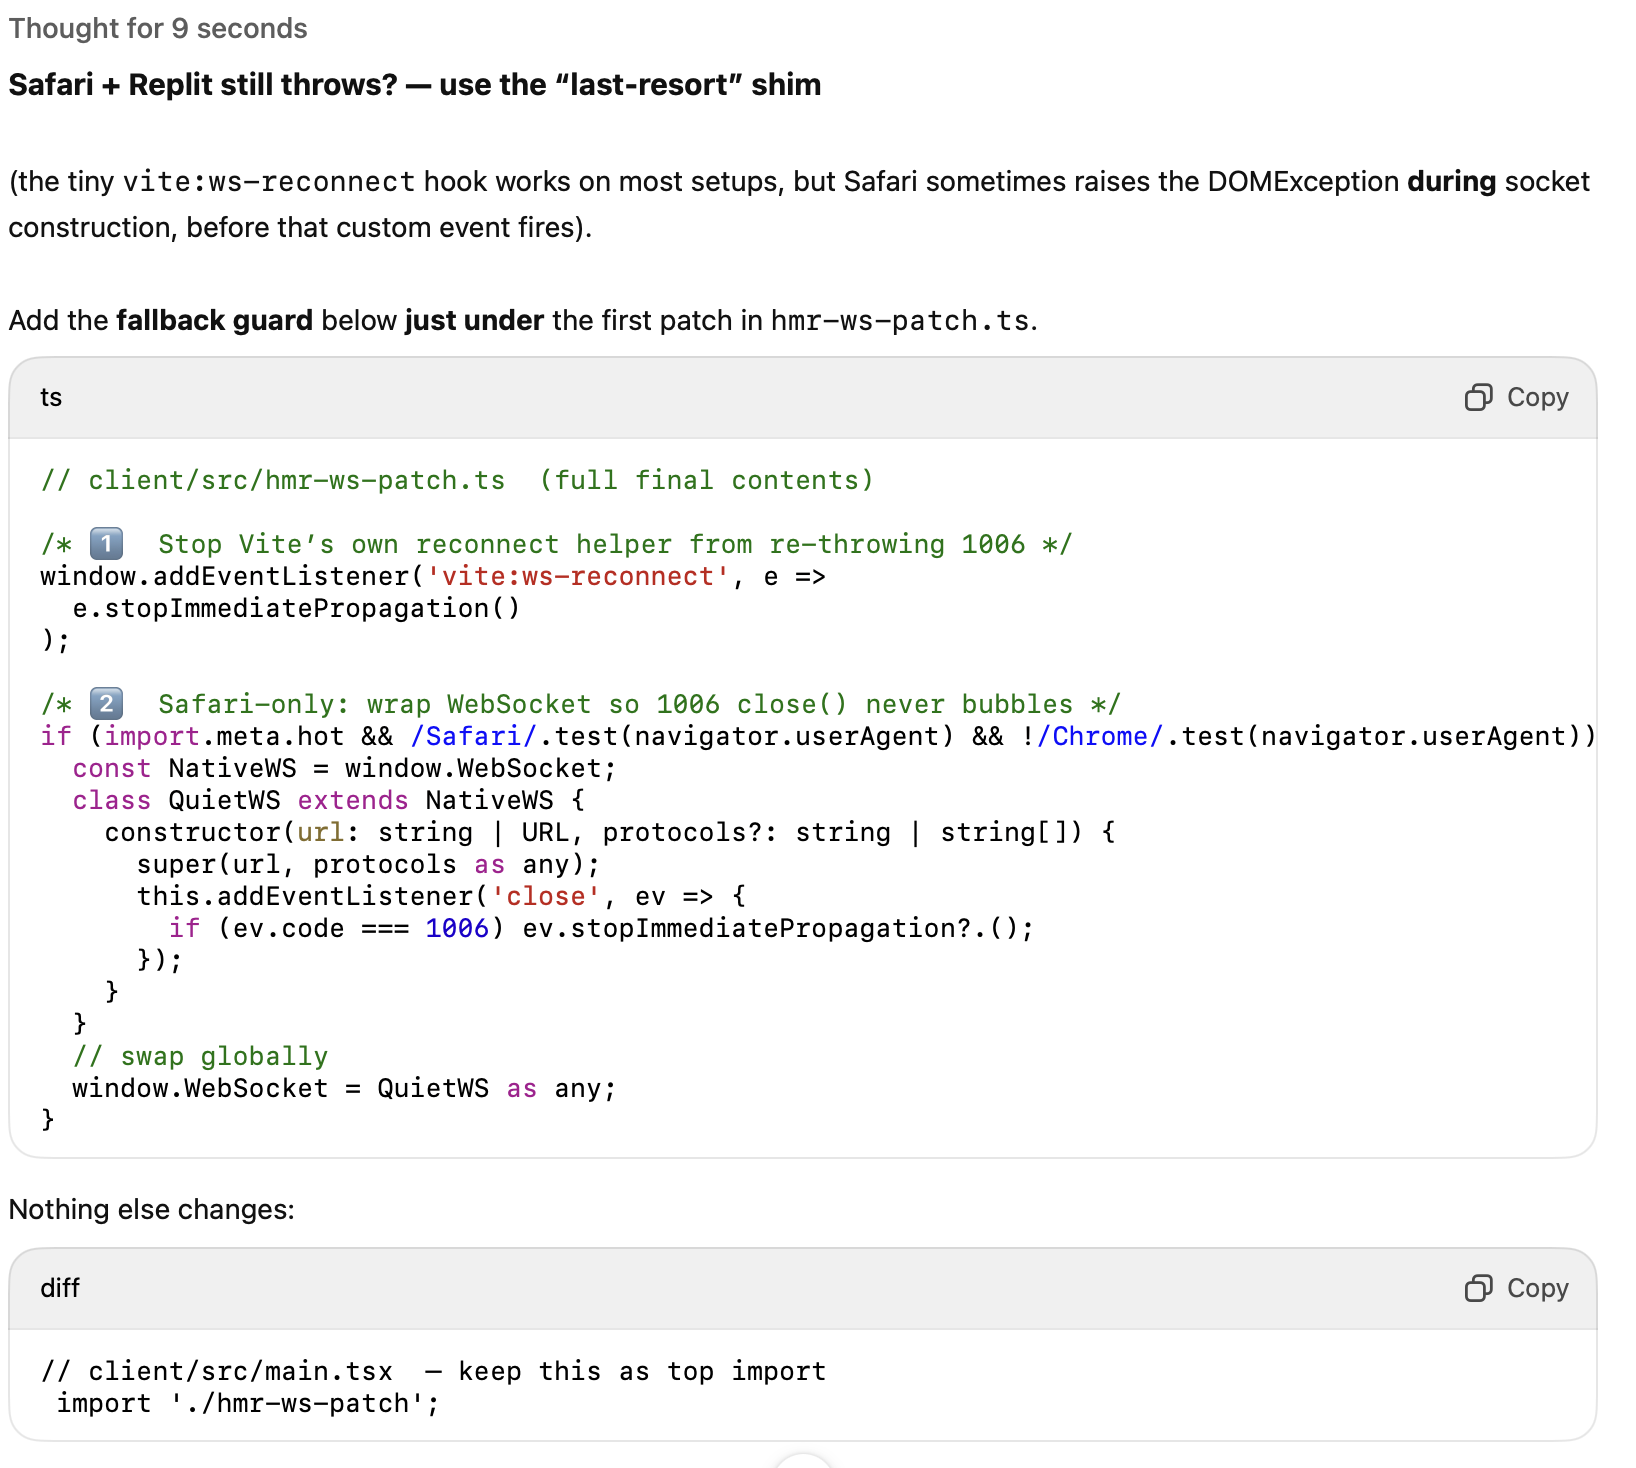 Thought for 9 seconds
Safari + Replit still throws? — use the “last-resort” shim
(the tiny vite:ws-reconnect hook works on most setups, but Safari sometimes raises the DOMException during socket
construction, before that custom event fires).
Add the fallback guard below just under the first patch in hmr-ws-patch.ts.
ts
Copy
// client/src/hmr-ws-patch.ts  (full final contents)
/* 1️⃣  Stop Vite’s own reconnect helper from re-throwing 1006 */
window.addEventListener('vite:ws-reconnect', e =>
  e.stopImmediatePropagation()
);
/* 2️⃣  Safari-only: wrap WebSocket so 1006 close() never bubbles */
if (import.meta.hot && /Safari/.test(navigator.userAgent) && !/Chrome/.test(navigator.userAgent))
  const NativeWS = window.WebSocket;
  class QuietWS extends NativeWS {
    constructor(url: string | URL, protocols?: string | string[]) {
      super(url, protocols as any);
      this.addEventListener('close', ev => {
        if (ev.code === 1006) ev.stopImmediatePropagation?.();
      });
    }
  }
  // swap globally
  window.WebSocket = QuietWS as any;
}
Nothing else changes:
diff
Copy
// client/src/main.tsx  — keep this as top import
 import './hmr-ws-patch';